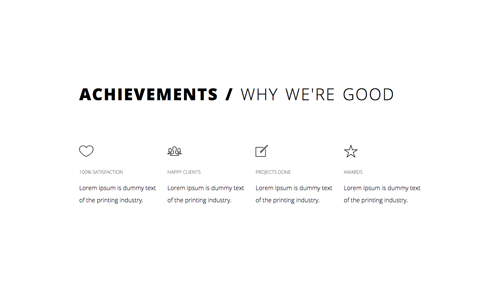 ACHIEVEMENTS / WHY WE'RE GOOD
100% SATISFACTION
Lorem Ipsum is dummy text
of the printing industry.
HAPPY CLIENTS
Lorem Ipsum is dummy text
of the printing industry.
PROJECTS DONE
Lorem Ipsum is dummy text
of the printing industry.
AWARDS
Lorem Ipsum is dummy text
of the printing industry.